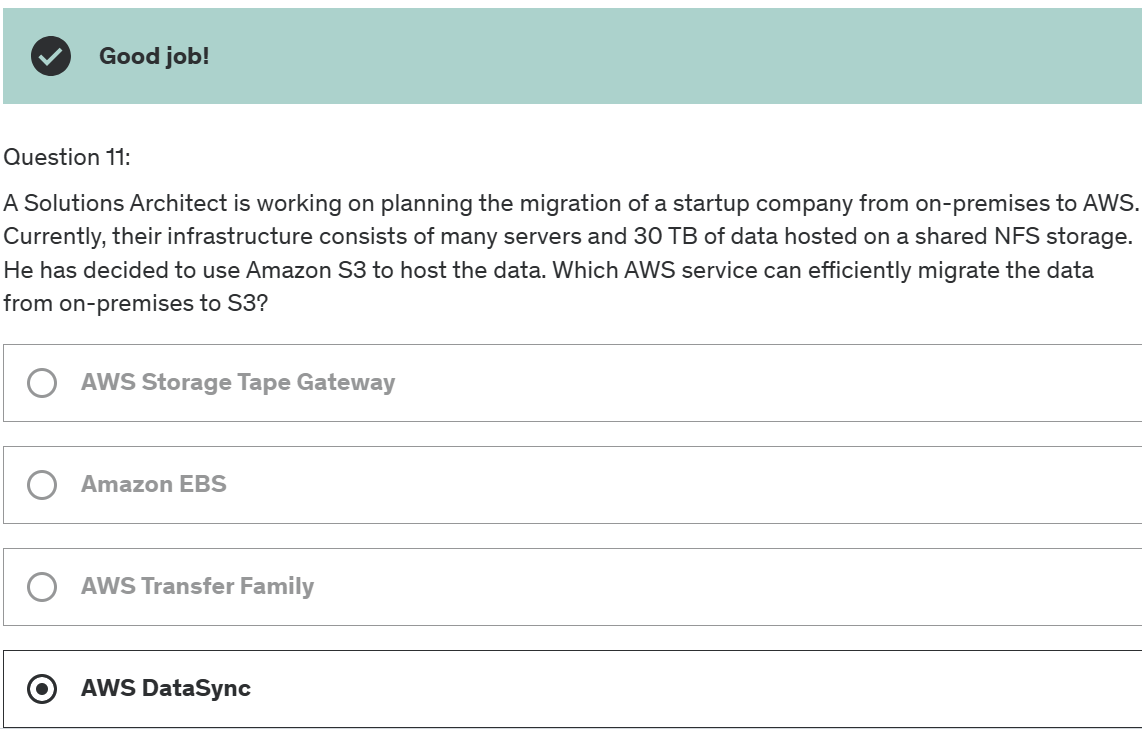 Good job!
Question 11:
A Solutions Architect is working on planning the migration of a startup company from on-premises to AWS.
Currently, their infrastructure consists of many servers and 30 TB of data hosted on a shared NFS storage.
He has decided to use Amazon S3 to host the data. Which AWS service can efficiently migrate the data
from on-premises to S3?
AWS Storage Tape Gateway
Amazon EBS
AWS Transfer Family
AWS DataSync